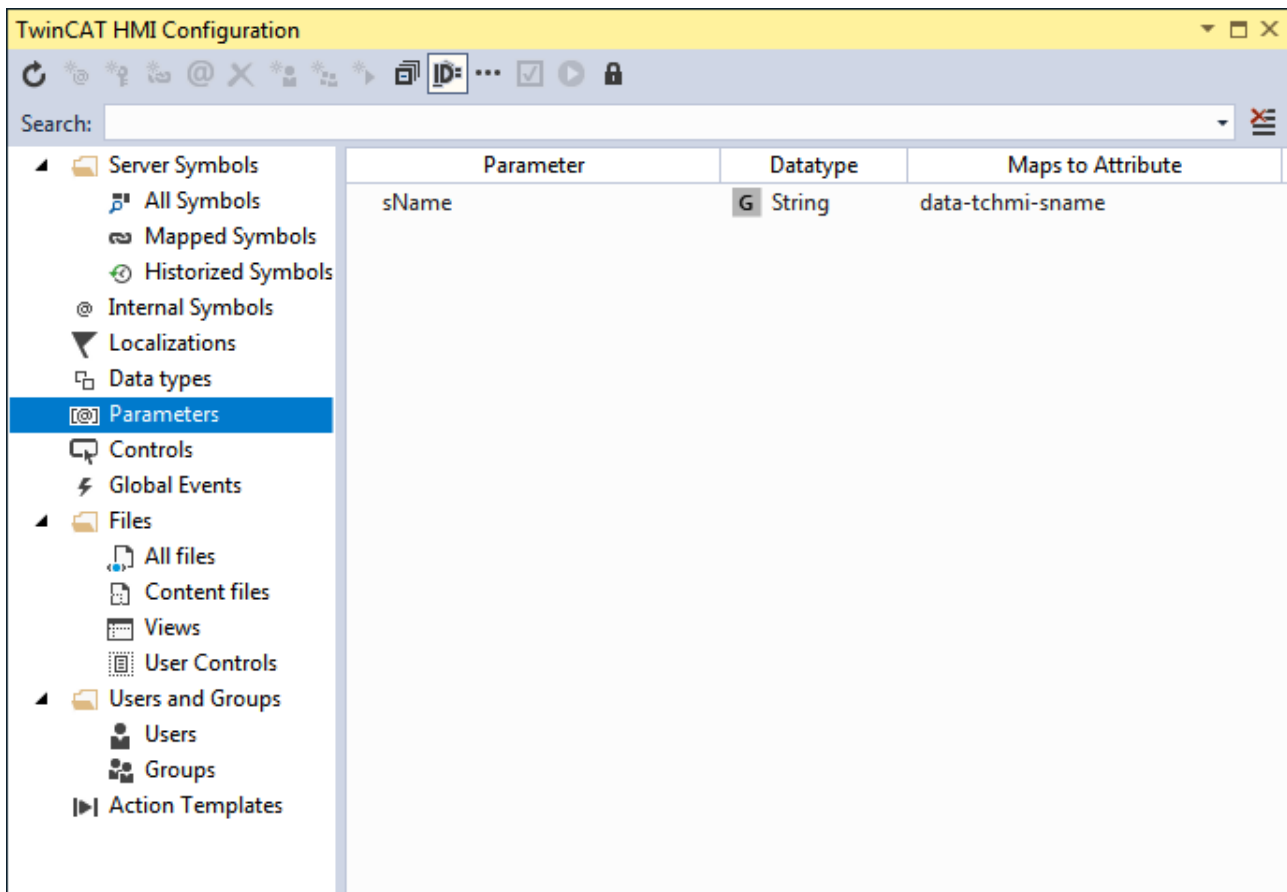 TwinCAT HMI Configuration
ID:
Search:
Server Symbols
All Symbols
Mapped Symbols
Historized Symbols
@ Internal Symbols
Localizations
Data types
[@] Parameters
Controls
Global Events
Files
All files
Content files
Views
User Controls
Users and Groups
Users
Groups
Action Templates
Parameter Datatype Maps to Attribute
sName G String data-tchmi-sname